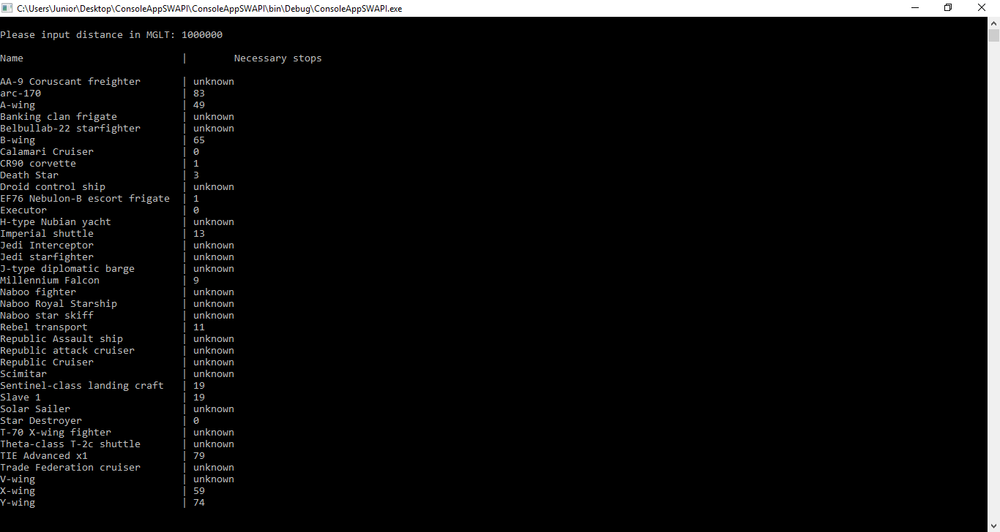 C:\Users\Junior\Desktop\ConsoleAppSWAPI\ConsoleAppSWAPI\bin\Debug\ConsoleAppSWAPI.exe
Please input distance in MGLT: 1000000
Name | Necessary stops
AA-9 Coruscant freighter | unknown
arc-170 | 83
A-wing | 49
Banking clan frigate | unknown
Belbullab-22 starfighter | unknown
B-wing | 65
Calamari Cruiser | 0
CR90 corvette | 1
Death Star | 3
Droid control ship | unknown
EF76 Nebulon-B escort frigate | 1
Executor | 0
H-type Nubian yacht | unknown
Imperial shuttle | 13
Jedi Interceptor | unknown
Jedi starfighter | unknown
J-type diplomatic barge | unknown
Millennium Falcon | 9
Naboo fighter | unknown
Naboo Royal Starship | unknown
Naboo star skiff | unknown
Rebel transport | 11
Republic Assault ship | unknown
Republic attack cruiser | unknown
Republic Cruiser | unknown
Scimitar | unknown
Sentinel-class landing craft | 19
Slave 1 | 19
Solar Sailer | unknown
Star Destroyer | 0
T-70 X-wing fighter | unknown
Theta-class T-2c shuttle | unknown
TIE Advanced x1 | 79
Trade Federation cruiser | unknown
V-wing | unknown
X-wing | 59
Y-wing | 74